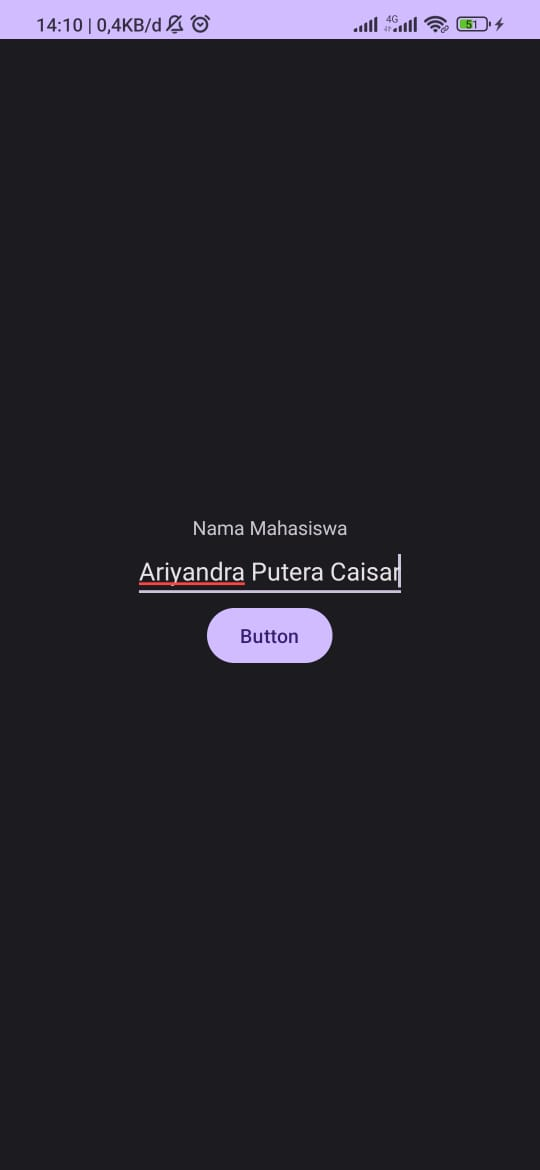 14:10 | 0,4KB/d 4G 51
Nama Mahasiswa
Ariyandra Putera Caisar
Button